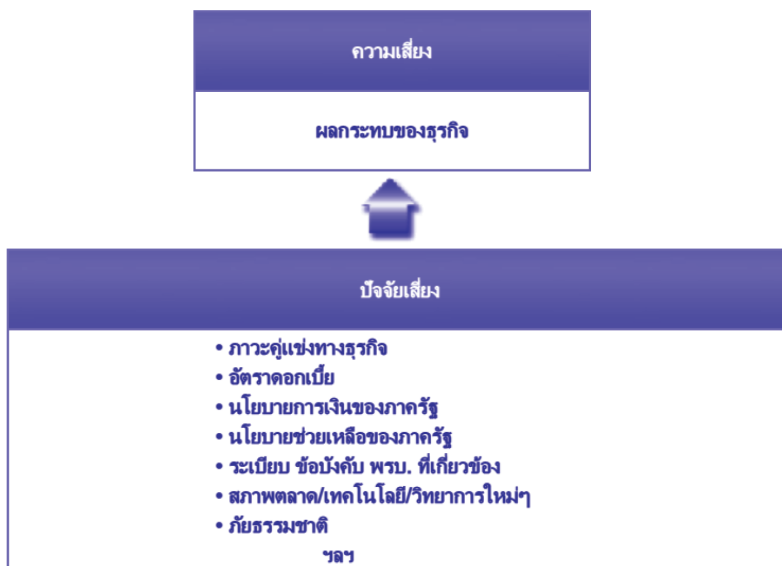 ความเสี่ยง
ผลกระทบของธุรกิจ
ปัจจัยเสี่ยง
• ภาวะคู่แข่งทางธุรกิจ
• อัตราดอกเบี้ย
• นโยบายการเงินของภาครัฐ
• นโยบายช่วยเหลือของภาครัฐ
• ระเบียบ ข้อบังคับ พรบ. ที่เกี่ยวข้อง
• สภาพตลาด/เทคโนโลยี/วิทยาการใหม่ๆ
• ภัยธรรมชาติ
ฯลฯ